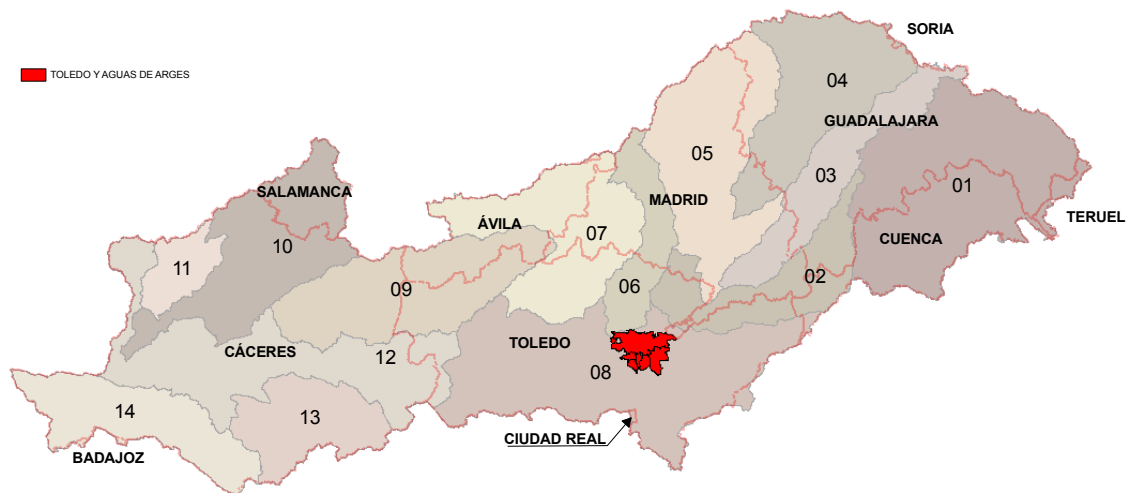 SORIA
TOLEDO Y AGUAS DE ARGES
04
GUADALAJARA
05
03
SALAMANCA
MADRID
01
TERUEL
ÁVILA
07
CUENCA
10
11
02
09
06
TOLEDO
CÁCERES
12
08
14
13
CIUDAD REAL
BADAJOZ